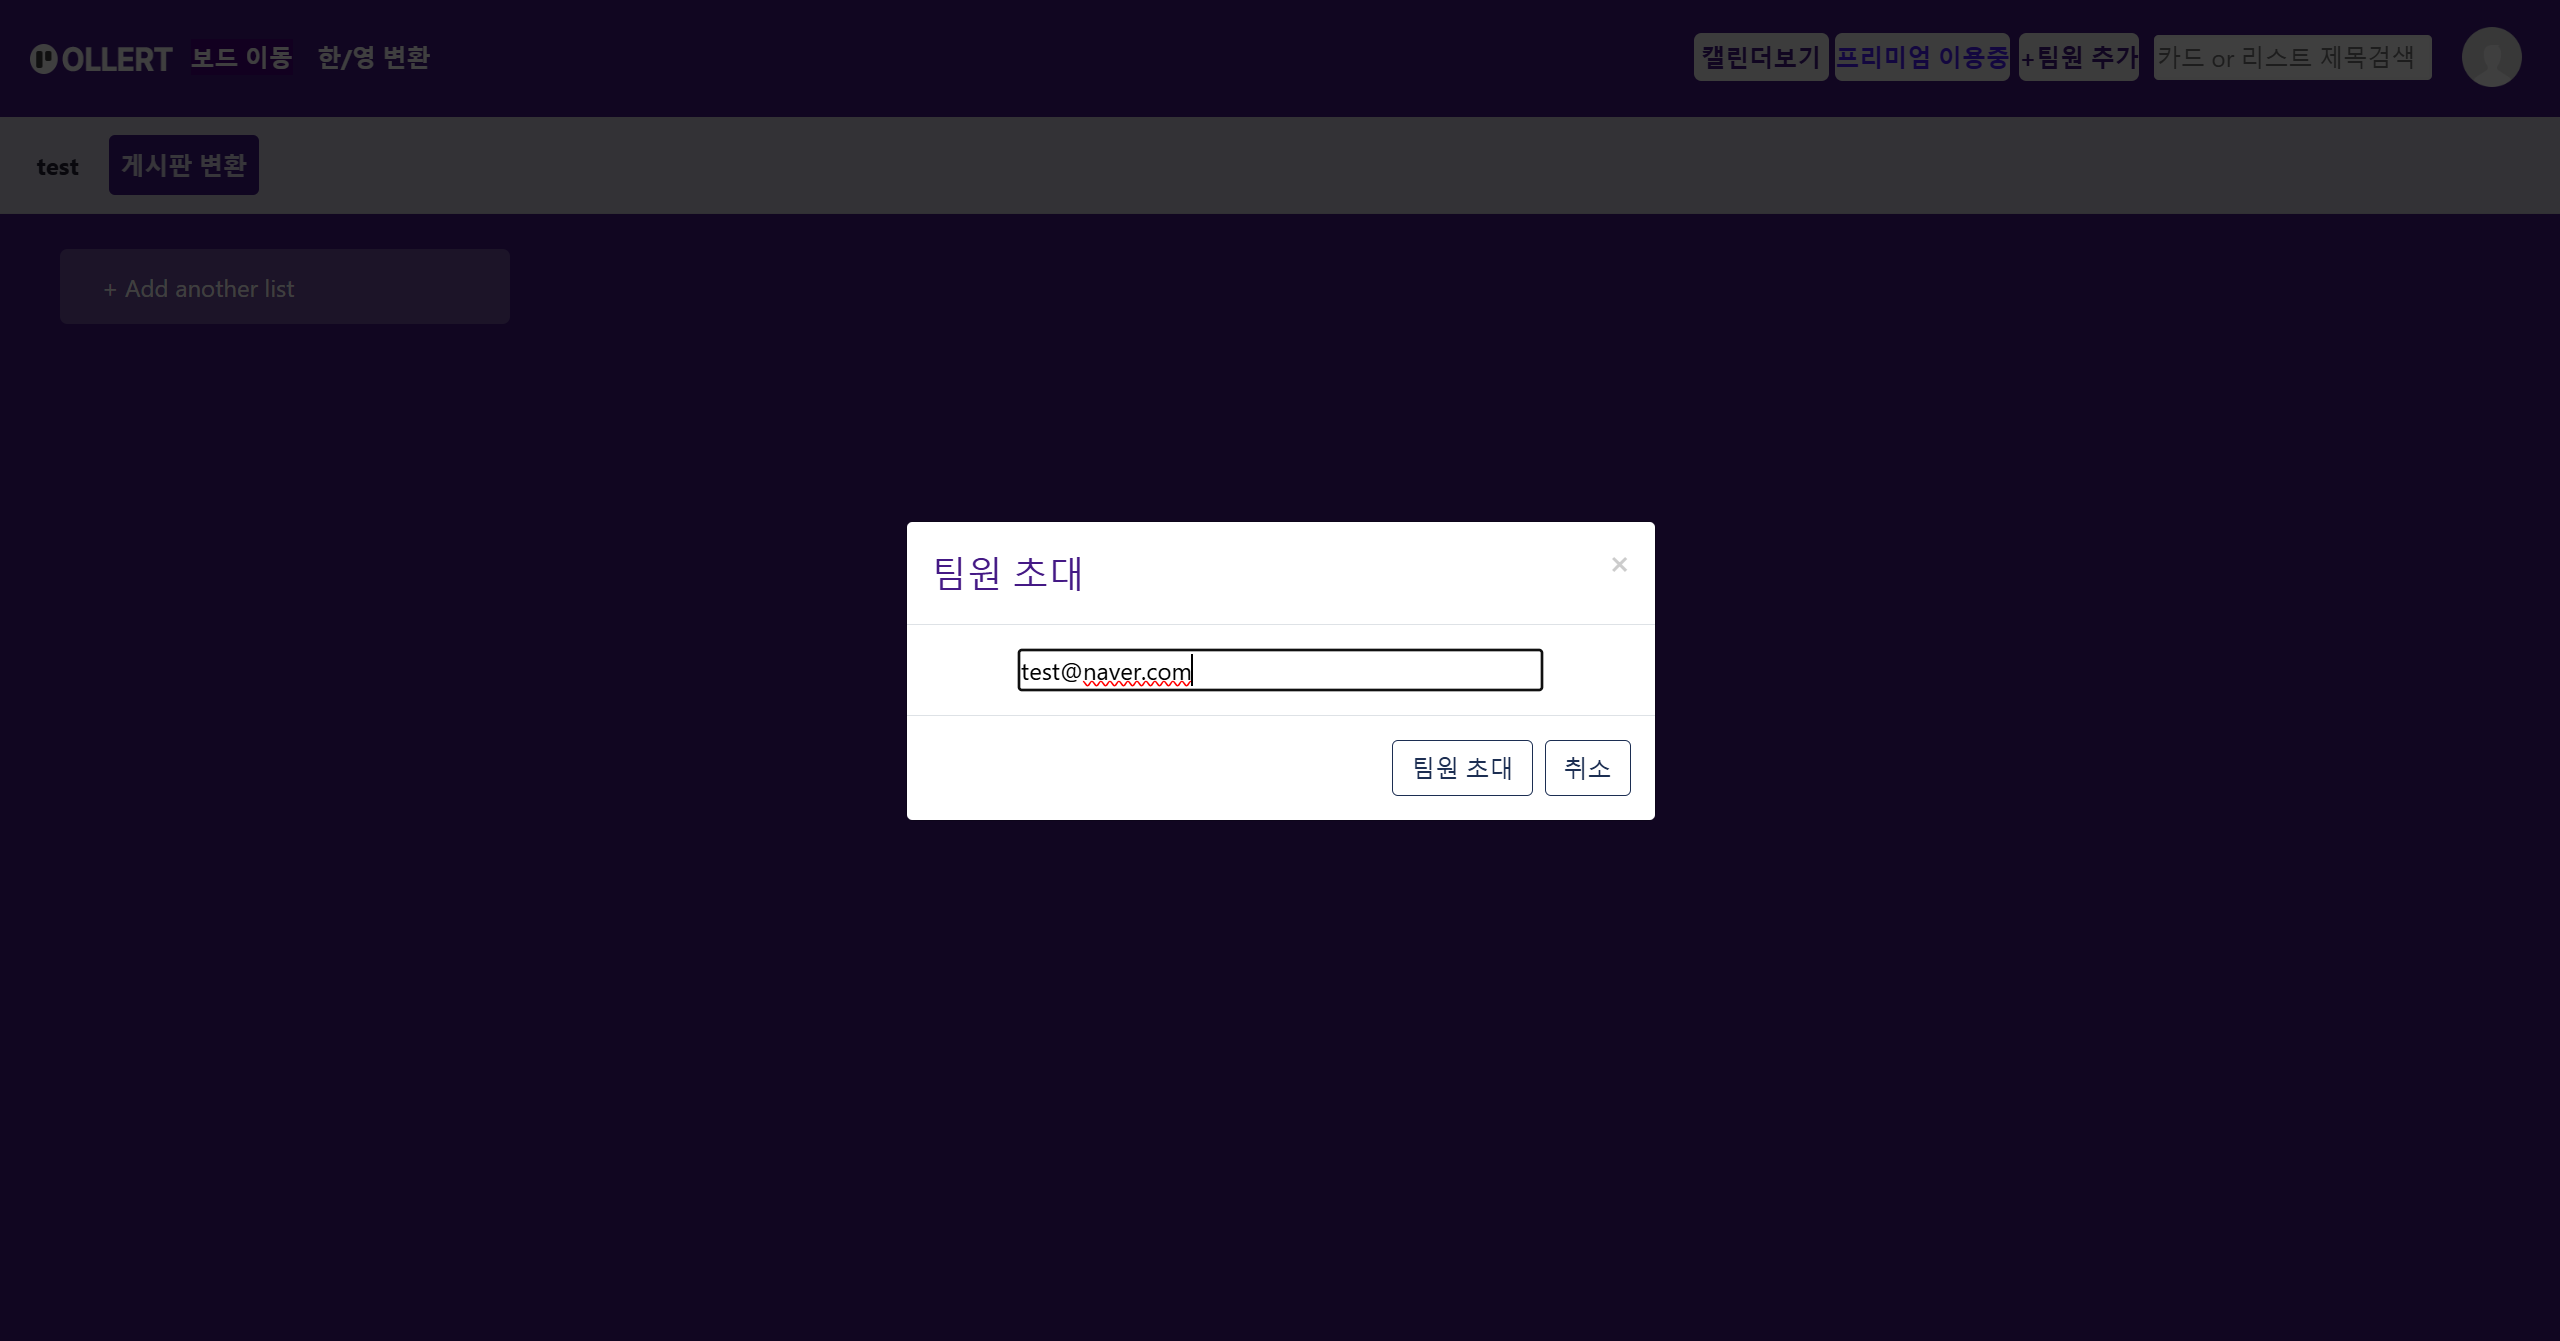 OLLERT 보드 이동 한/영 변환 캘린더보기 프리미엄 이용중 +팀원 추가 카드 or 리스트 제목검색
test 게시판 변환
+ Add another list
팀원 초대 ×
test@naver.com
팀원 초대 취소